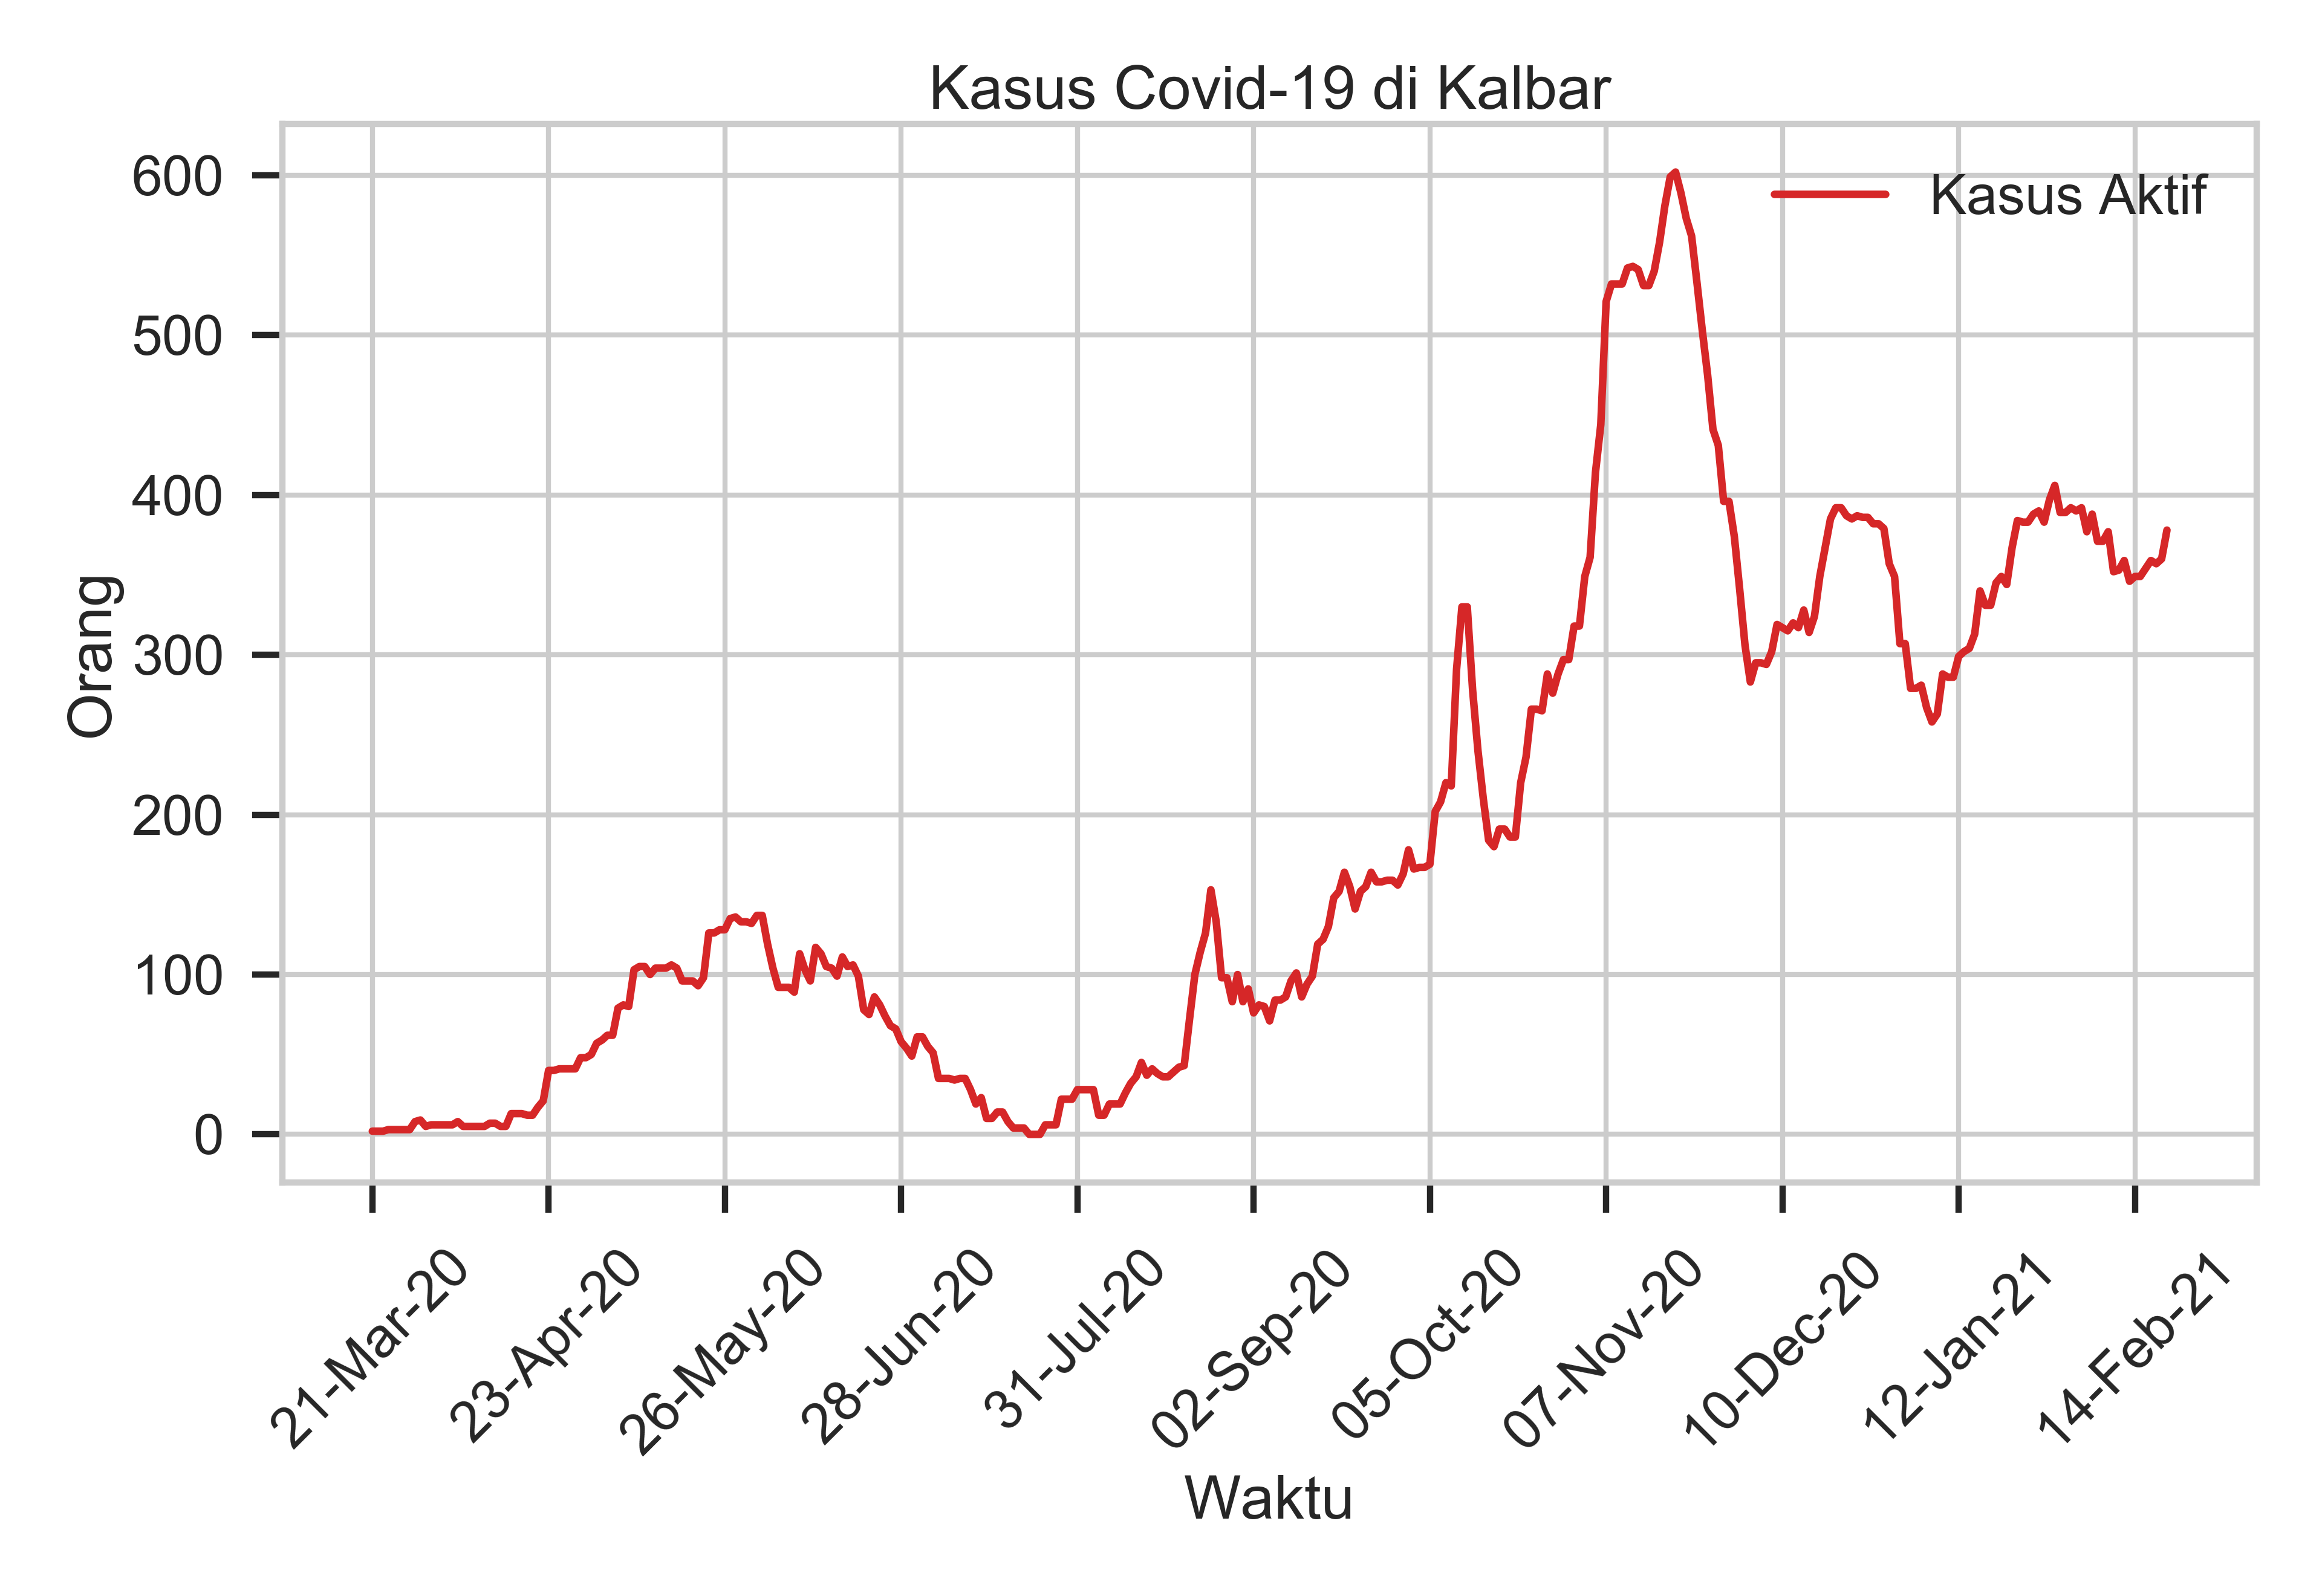 Kasus Covid-19 di Kalbar
Kasus Aktif
600
500
400
300
200
100
0
Orang
21-Mar-20
23-Apr-20
26-May-20
28-Jun-20
31-Jul-20
02-Sep-20
05-Oct-20
07-Nov-20
10-Dec-20
12-Jan-21
14-Feb-21
Waktu